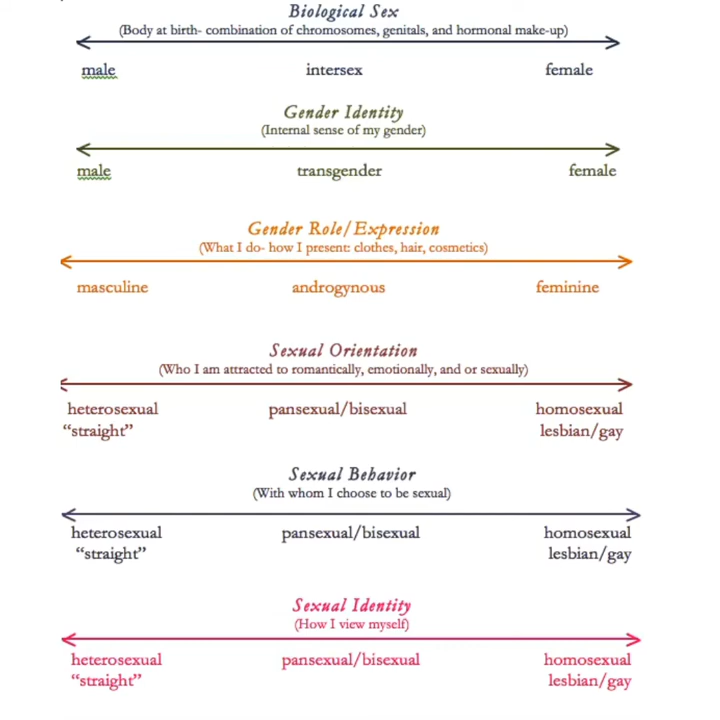 Biological Sex
(Body at birth- combination of chromosomes, genitals, and hormonal make-up)
male intersex female
Gender Identity
(Internal sense of my gender)
male transgender female
Gender Role/Expression
(What I do- how I present: clothes, hair, cosmetics)
masculine androgynous feminine
Sexual Orientation
(Who I am attracted to romantically, emotionally, and or sexually)
heterosexual pansexual/bisexual homosexual
“straight” lesbian/gay
Sexual Behavior
(With whom I choose to be sexual)
heterosexual pansexual/bisexual homosexual
“straight” lesbian/gay
Sexual Identity
(How I view myself)
heterosexual pansexual/bisexual homosexual
“straight” lesbian/gay